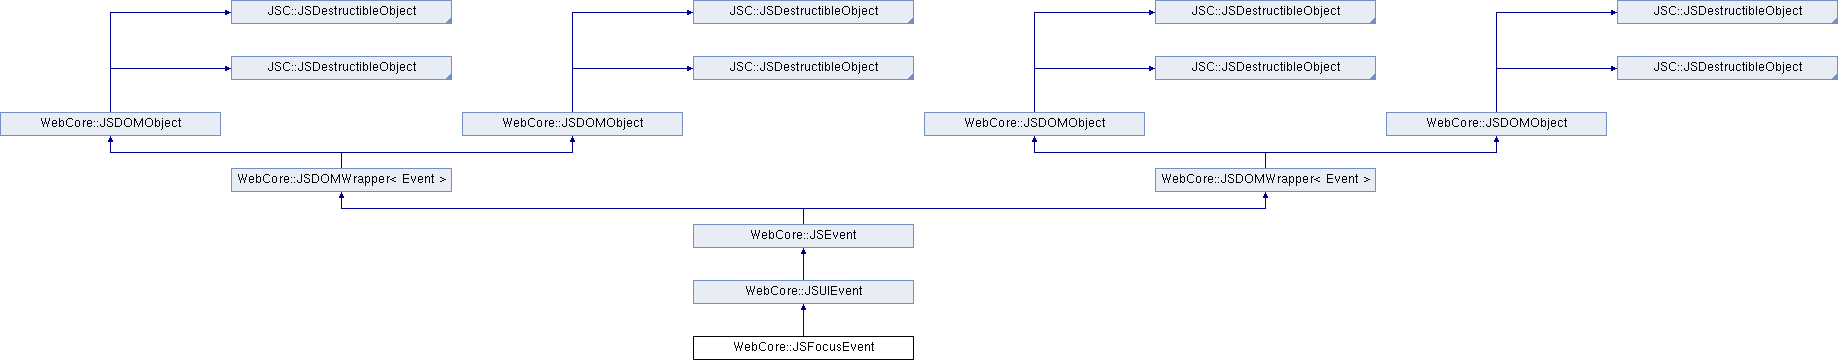 JSC::JSDestructibleObject
JSC::JSDestructibleObject
JSC::JSDestructibleObject
JSC::JSDestructibleObject
JSC::JSDestructibleObject
JSC::JSDestructibleObject
JSC::JSDestructibleObject
JSC::JSDestructibleObject
WebCore::JSDOMObject
WebCore::JSDOMObject
WebCore::JSDOMObject
WebCore::JSDOMObject
WebCore::JSDOMWrapper< Event >
WebCore::JSDOMWrapper< Event >
WebCore::JSEvent
WebCore::JSUIEvent
WebCore::JSFocusEvent